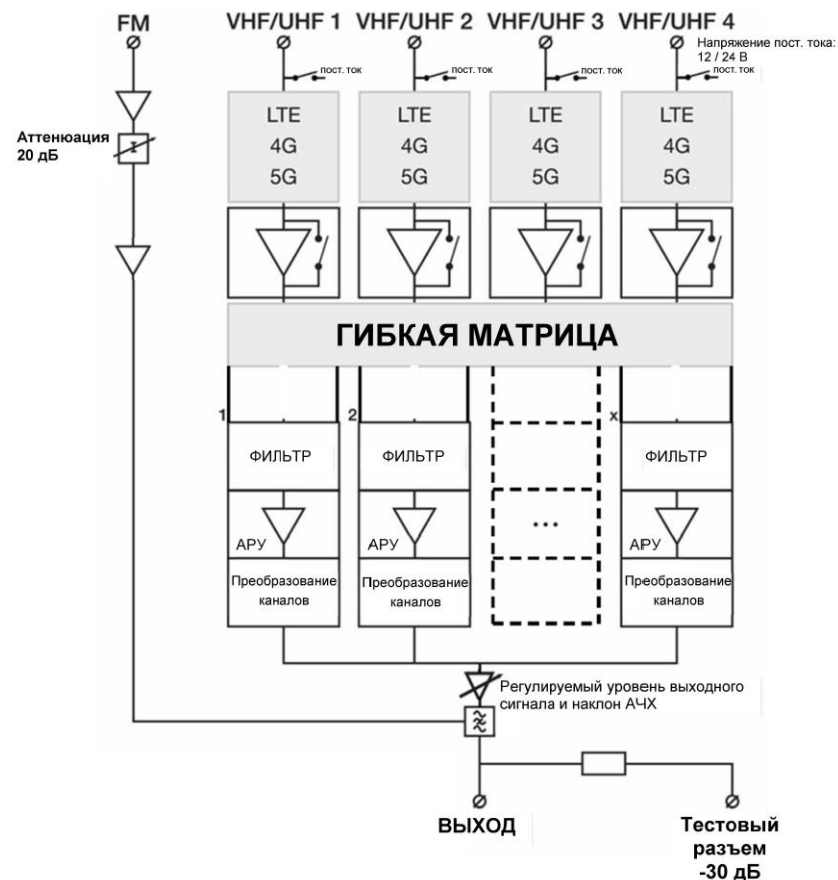 FM
VHF/UHF 1
VHF/UHF 2
VHF/UHF 3
VHF/UHF 4
Напряжение пост. тока:
12 / 24 В
пост. ток
пост. ток
пост. ток
пост. ток
Аттенюация
20 дБ
LTE
4G
5G
LTE
4G
5G
LTE
4G
5G
LTE
4G
5G
ГИБКАЯ МАТРИЦА
1
2
x
ФИЛЬТР
ФИЛЬТР
ФИЛЬТР
АРУ
АРУ
...
АРУ
Преобразование
каналов
Преобразование
каналов
Преобразование
каналов
Регулируемый уровень выходного
сигнала и наклон АЧХ
ВЫХОД
Тестовый
разъем
-30 дБ